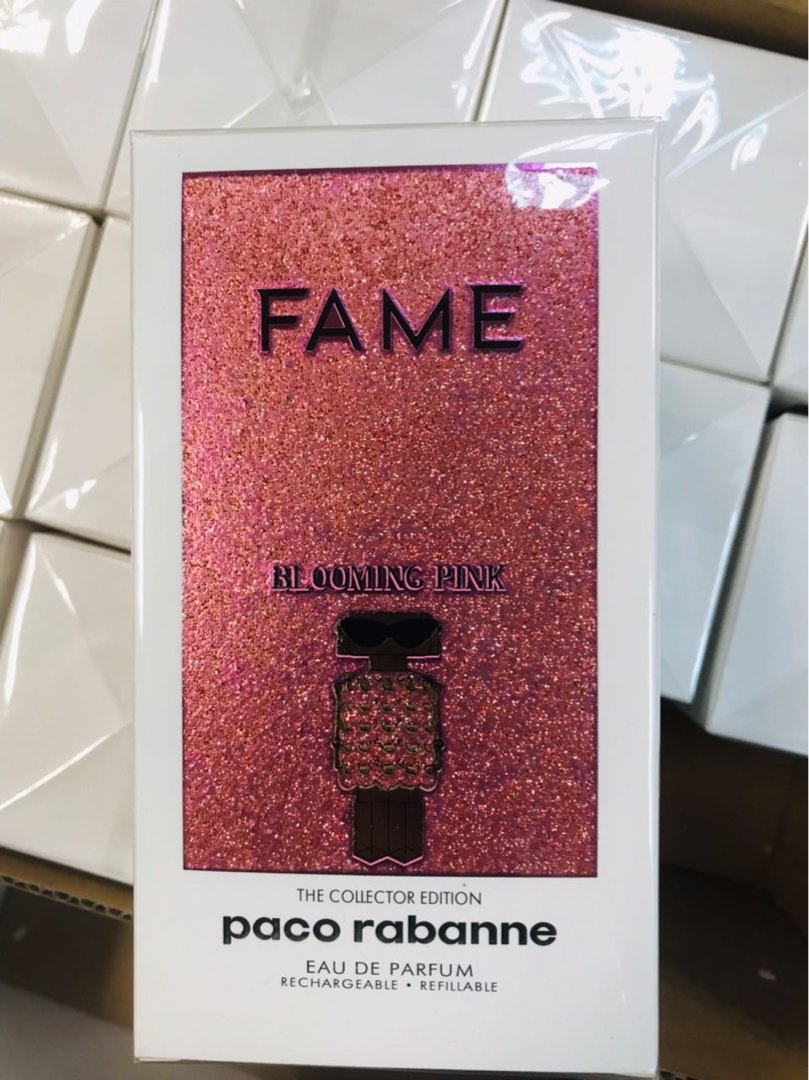 FAME
BLOOMING PINK
THE COLLECTOR EDITION
paco rabanne
EAU DE PARFUM
RECHARGEABLE • REFILLABLE